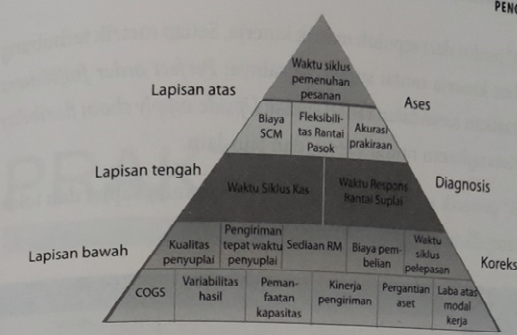 PENG
Waktu siklus
pemenuhan
pesanan
Lapisan atas
Ases
Biaya
SCM
Fleksibili-
tas Rantai
Pasok
Akurasi
prakiraan
Lapisan tengah
Diagnosis
Waktu Siklus Kas
Waktu Respons
Rantai Suplai
Lapisan bawah
Koreks
Kualitas
penyuplai
Pengiriman
tepat waktu
penyuplai
Sediaan RM
Biaya pem-
belian
Waktu
siklus
pelepasan
COGS
Variabilitas
hasil
Peman-
faatan
kapasitas
Kinerja
pengiriman
Pergantian
aset
Laba atas
modal
kerja